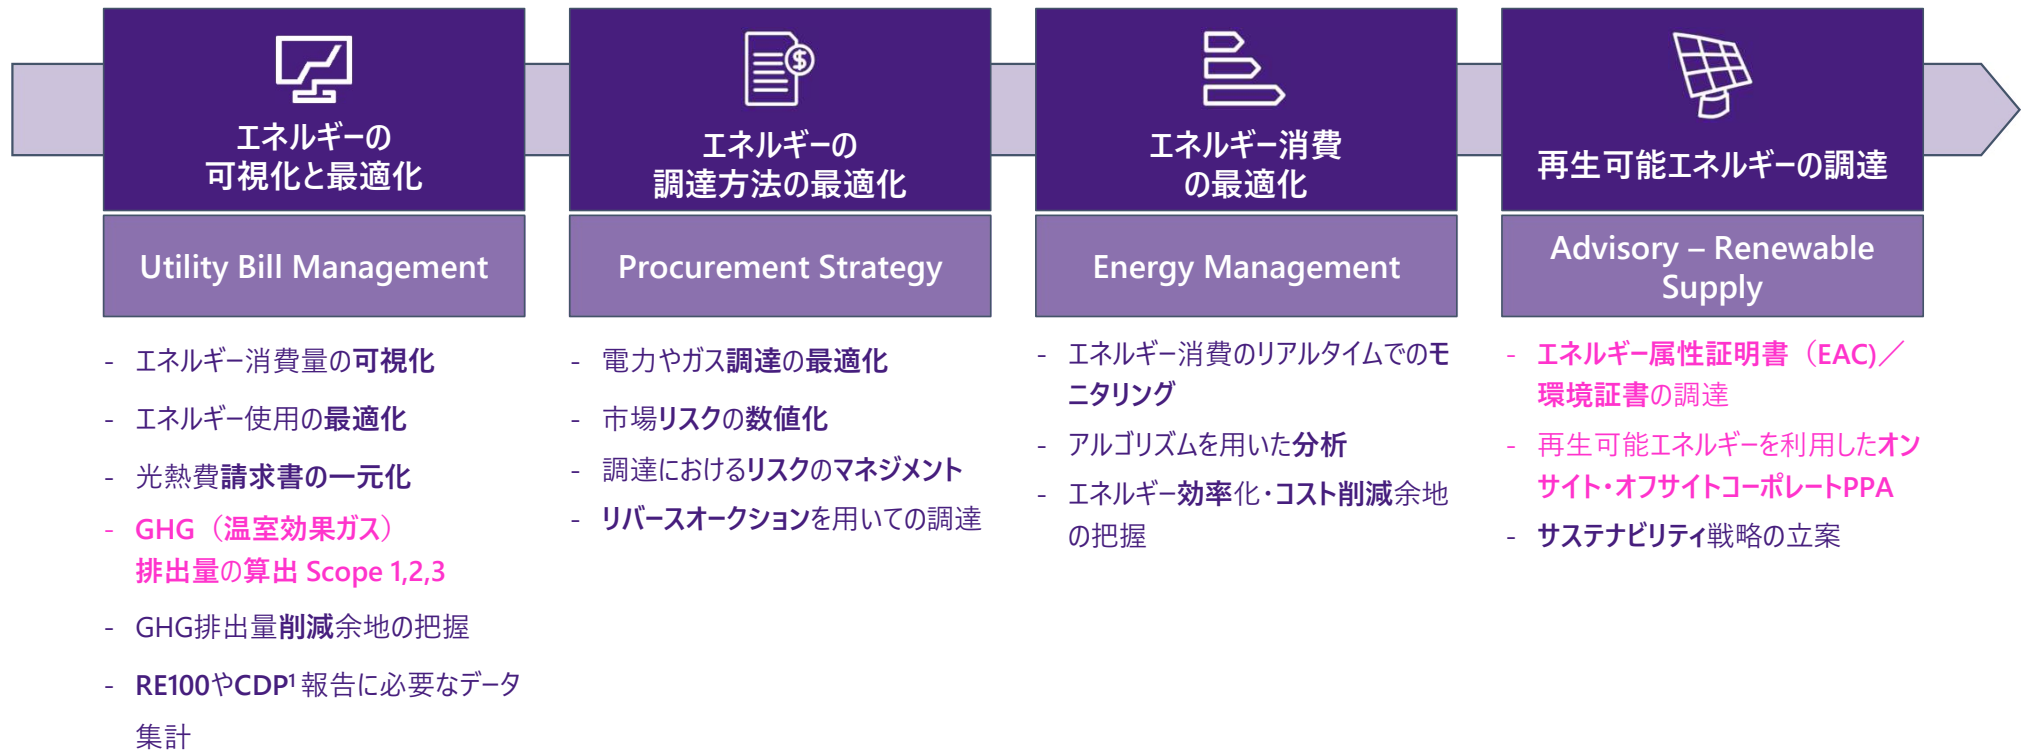 エネルギーの
可視化と最適化
Utility Bill Management
- エネルギー消費量の可視化
- エネルギー使用の最適化
- 光熱費請求書の一元化
- GHG（温室効果ガス）
排出量の算出 Scope 1,2,3
- GHG排出量削減余地の把握
- RE100やCDP¹ 報告に必要なデータ
集計
エネルギーの
調達方法の最適化
Procurement Strategy
- 電力やガス調達の最適化
- 市場リスクの数値化
- 調達におけるリスクのマネジメント
- リバースオークションを用いての調達
エネルギー消費
の最適化
Energy Management
- エネルギー消費のリアルタイムでのモ
ニタリング
- アルゴリズムを用いた分析
- エネルギー効率化・コスト削減余地
の把握
再生可能エネルギーの調達
Advisory – Renewable
Supply
- エネルギー属性証明書（EAC)／
環境証書の調達
- 再生可能エネルギーを利用したオン
サイト・オフサイトコーポレートPPA
- サステナビリティ戦略の立案